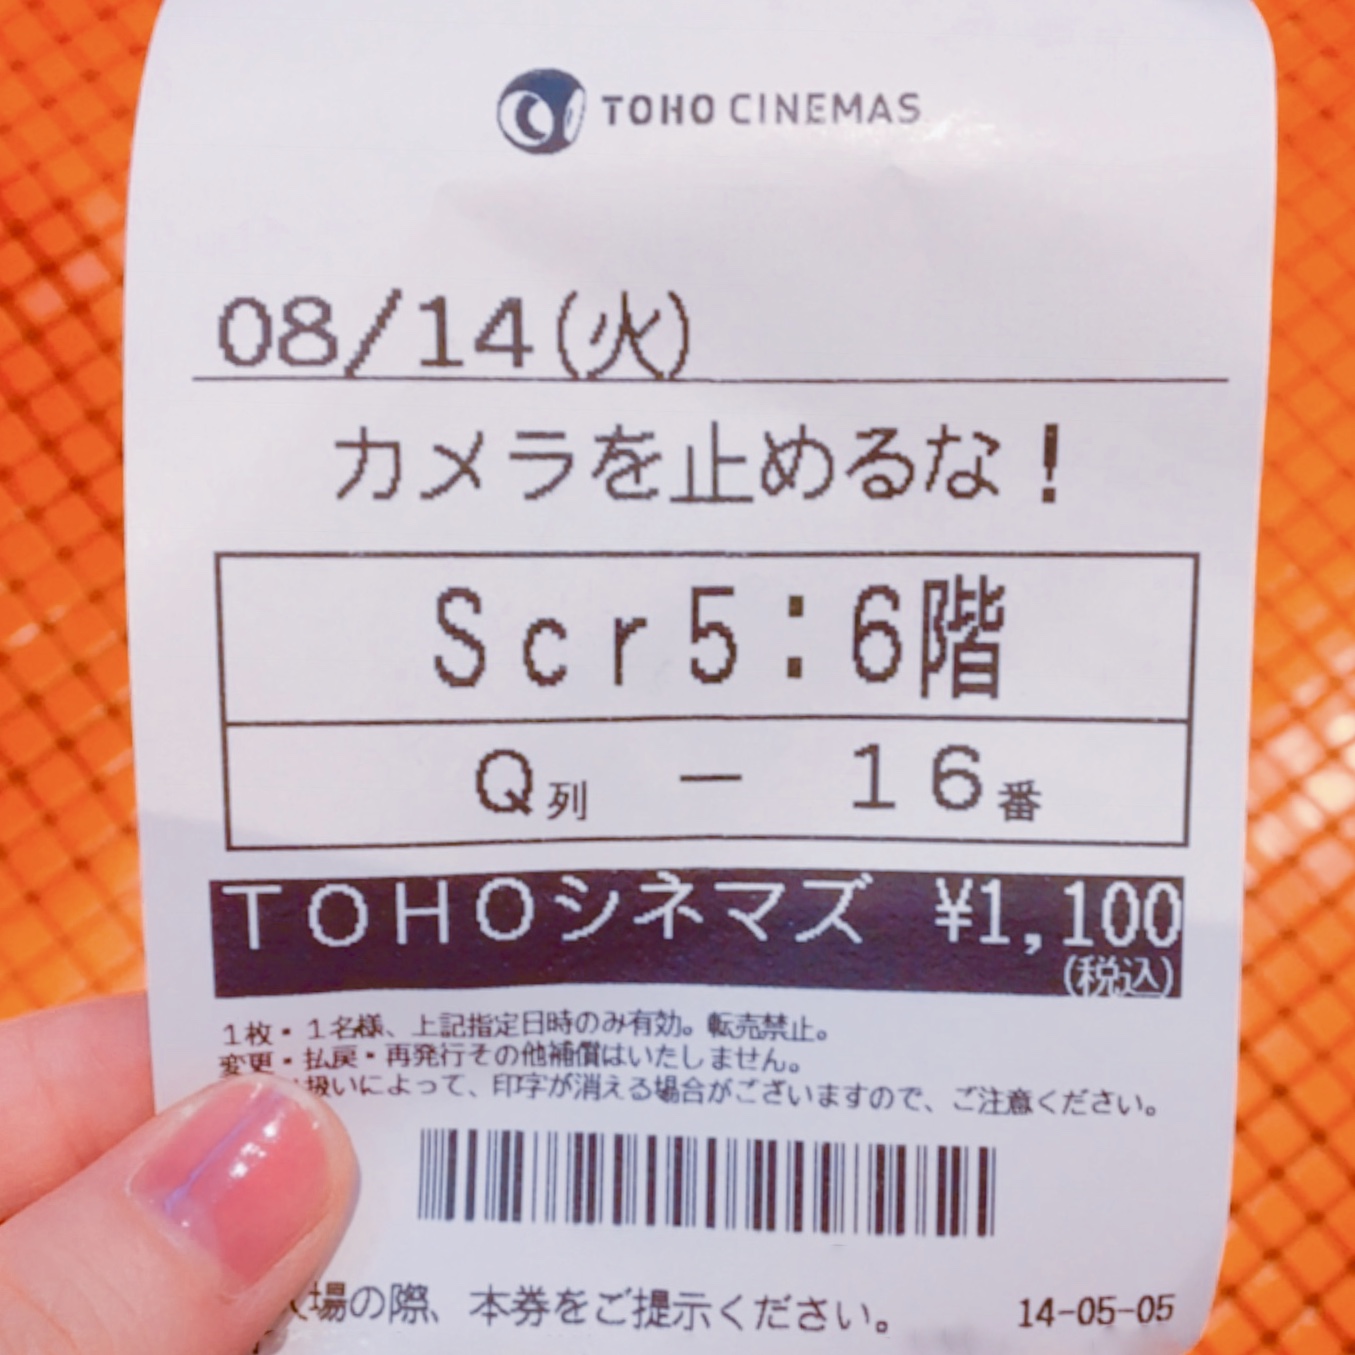 TOHO CINEMAS
08/14(火)
カメラを止めるな！
Scr5：6階
Q列 － 16番
TOHOシネマズ ¥1,100
(税込)
1枚・1名様、上記指定日時のみ有効。転売禁止。
変更・払戻・再発行その他補償はいたしません。
扱いによって、印字が消える場合がございますので、ご注意ください。
場の際、本券をご提示ください。 14-05-05